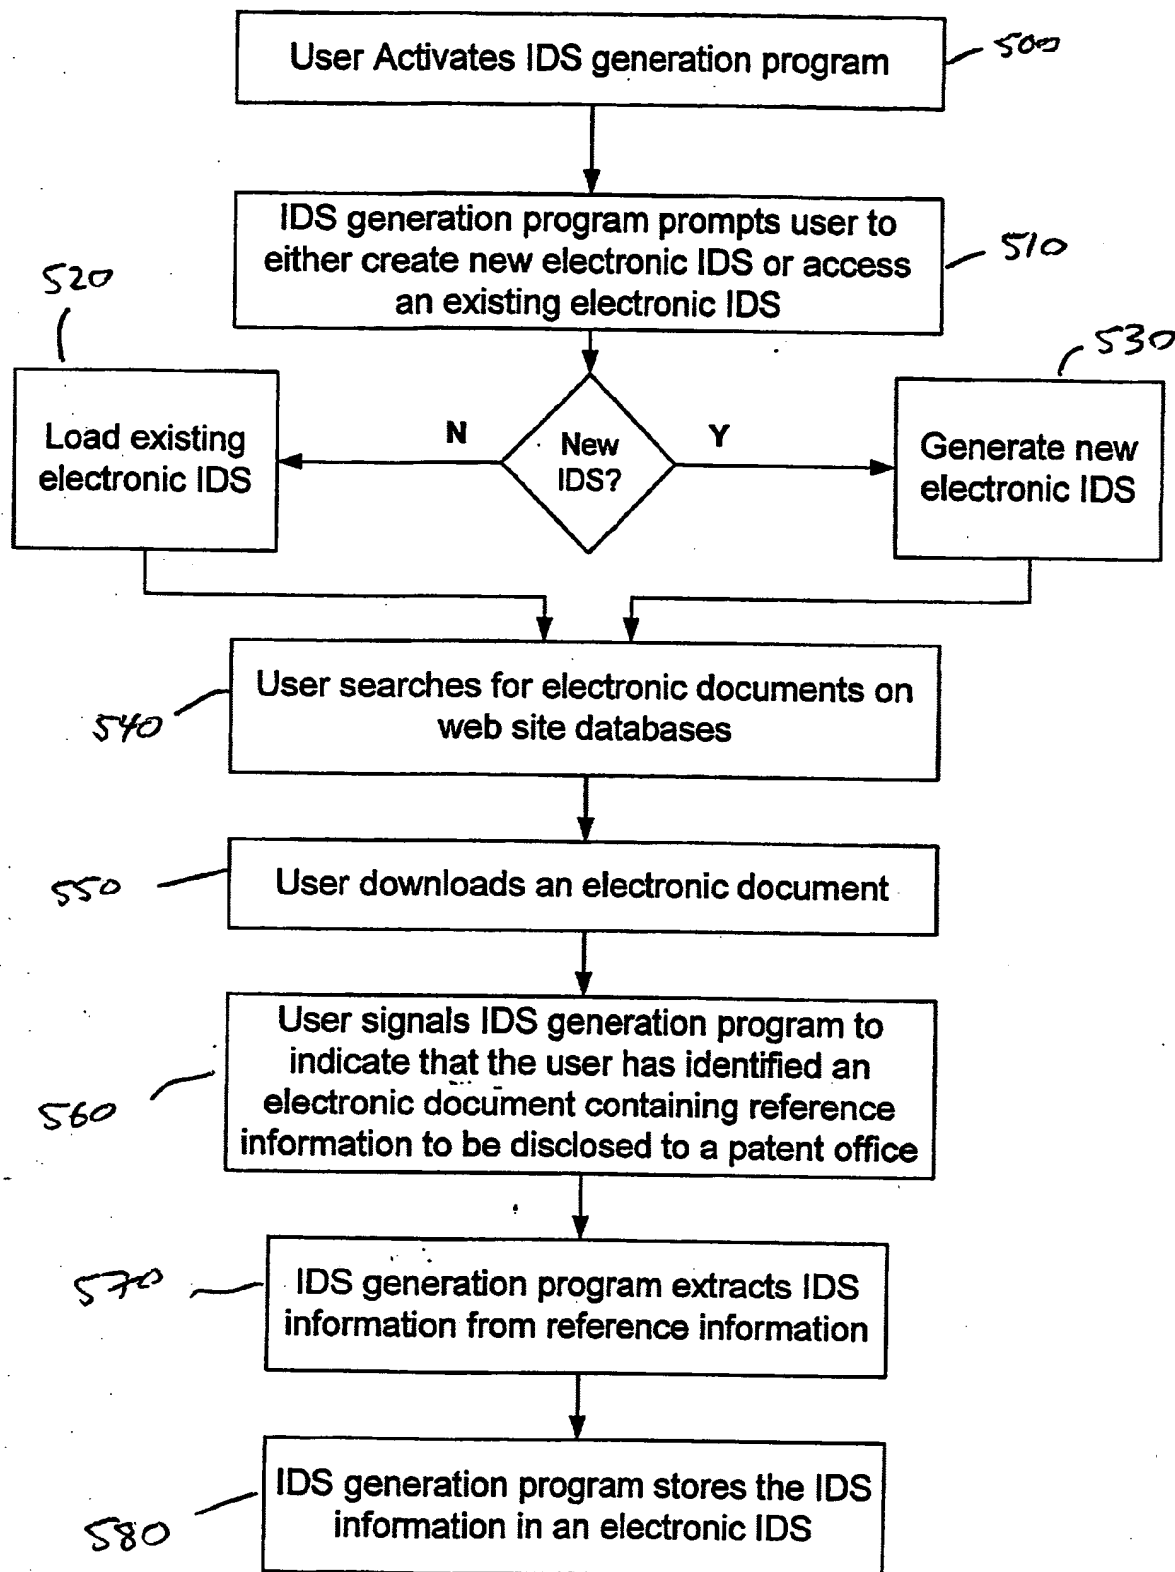 User Activates IDS generation program
500
IDS generation program prompts user to
either create new electronic IDS or access
an existing electronic IDS
510
520
530
Load existing
electronic IDS
N
New
IDS?
Y
Generate new
electronic IDS
User searches for electronic documents on
web site databases
540
User downloads an electronic document
550
User signals IDS generation program to
indicate that the user has identified an
electronic document containing reference
information to be disclosed to a patent office
560
IDS generation program extracts IDS
information from reference information
570
IDS generation program stores the IDS
information in an electronic IDS
580